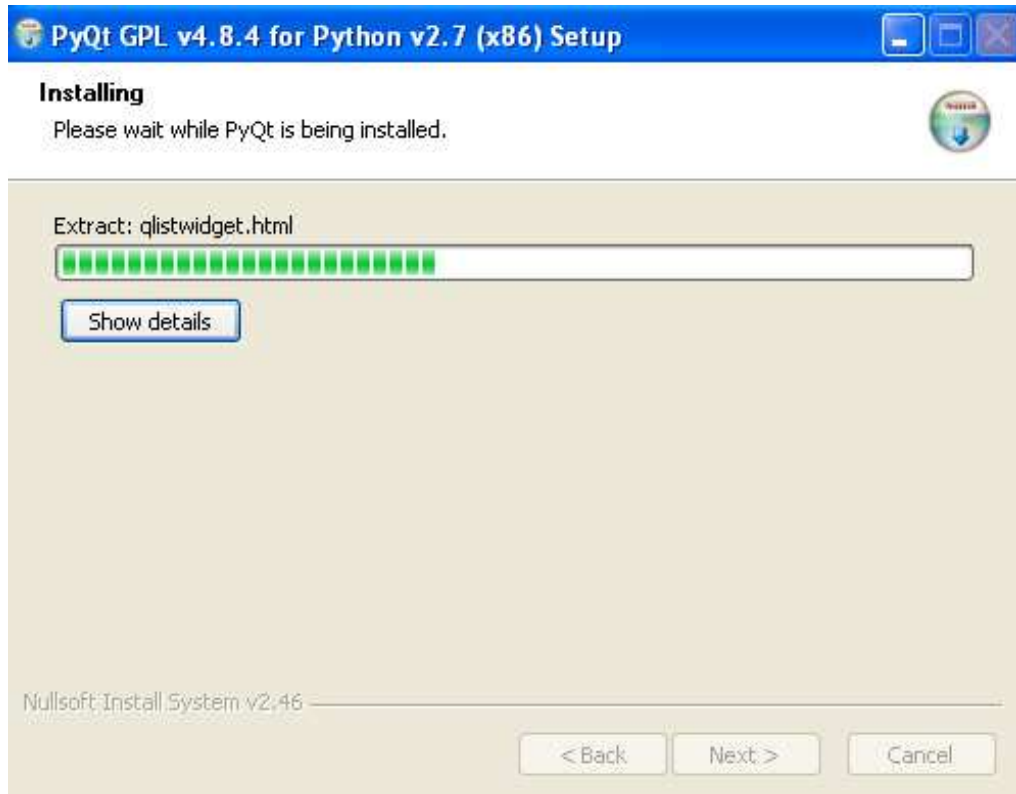 PyQt GPL v4.8.4 for Python v2.7 (x86) Setup
Installing
Please wait while PyQt is being installed.
Extract: qlistwidget.html
Show details
Nullsoft Install System v2.46
< Back
Next >
Cancel